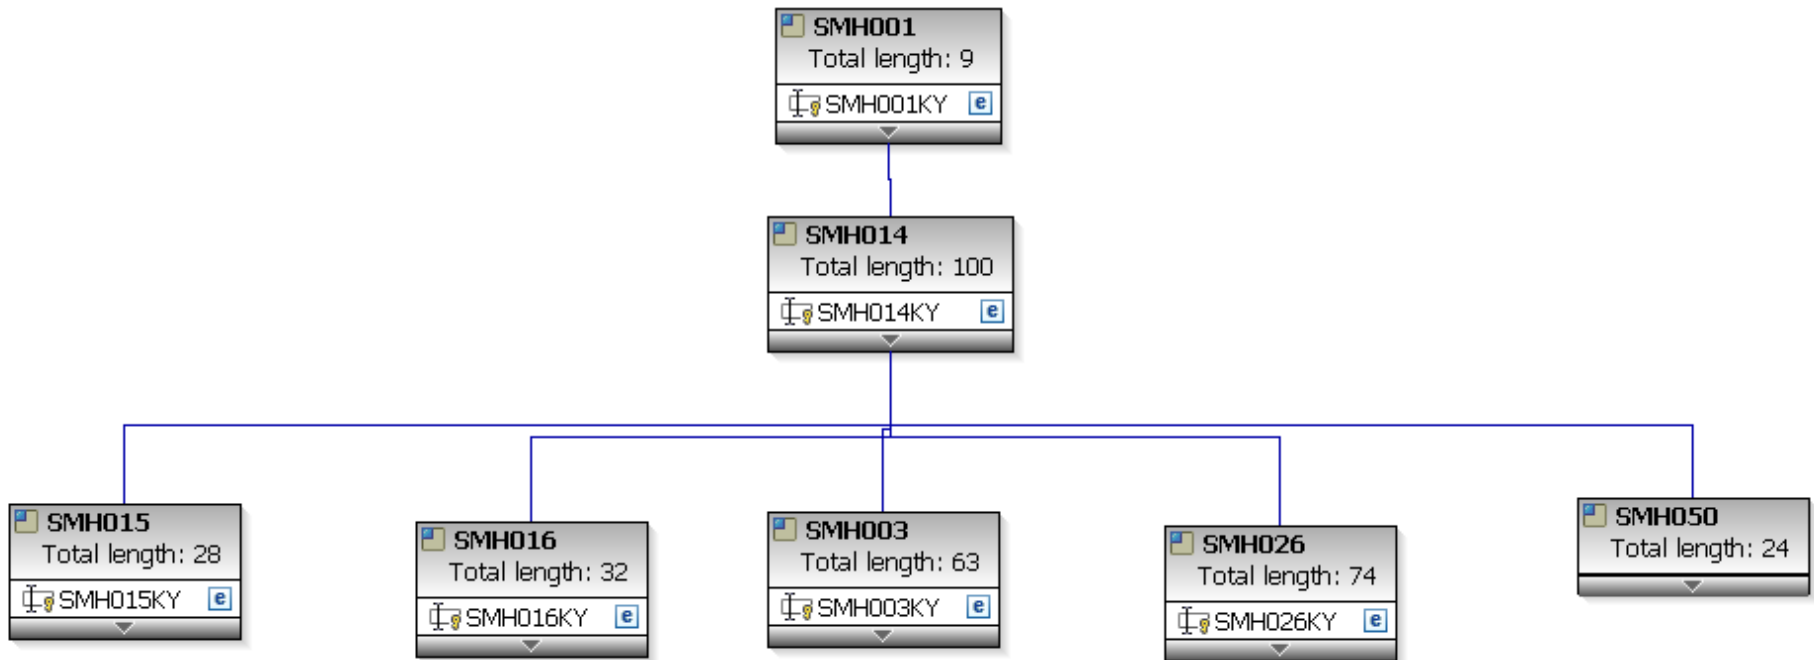 SMH001
Total length: 9
SMH001KY e
SMH014
Total length: 100
SMH014KY e
SMH015
Total length: 28
SMH015KY e
SMH016
Total length: 32
SMH016KY e
SMH003
Total length: 63
SMH003KY e
SMH026
Total length: 74
SMH026KY e
SMH050
Total length: 24